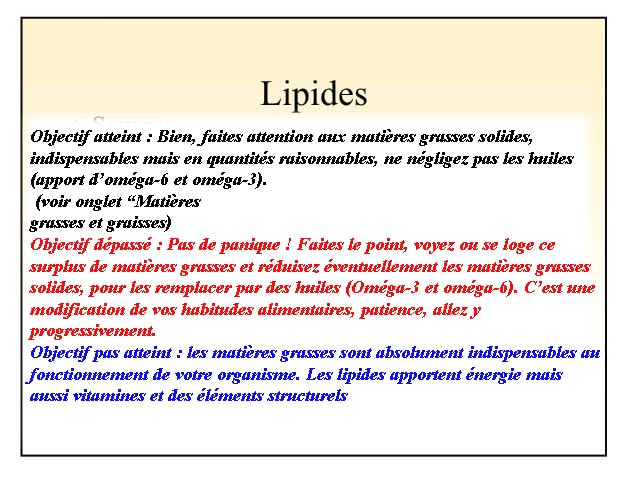 Lipides
Objectif atteint : Bien, faites attention aux matières grasses solides,
indispensables mais en quantités raisonnables, ne négligez pas les huiles
(apport d’oméga-6 et oméga-3).
(voir onglet “Matières
grasses et graisses)
Objectif dépassé : Pas de panique ! Faites le point, voyez ou se loge ce
surplus de matières grasses et réduisez éventuellement les matières grasses
solides, pour les remplacer par des huiles (Oméga-3 et oméga-6). C’est une
modification de vos habitudes alimentaires, patience, allez y
progressivement.
Objectif pas atteint : les matières grasses sont absolument indispensables au
fonctionnement de votre organisme. Les lipides apportent énergie mais
aussi vitamines et des éléments structurels